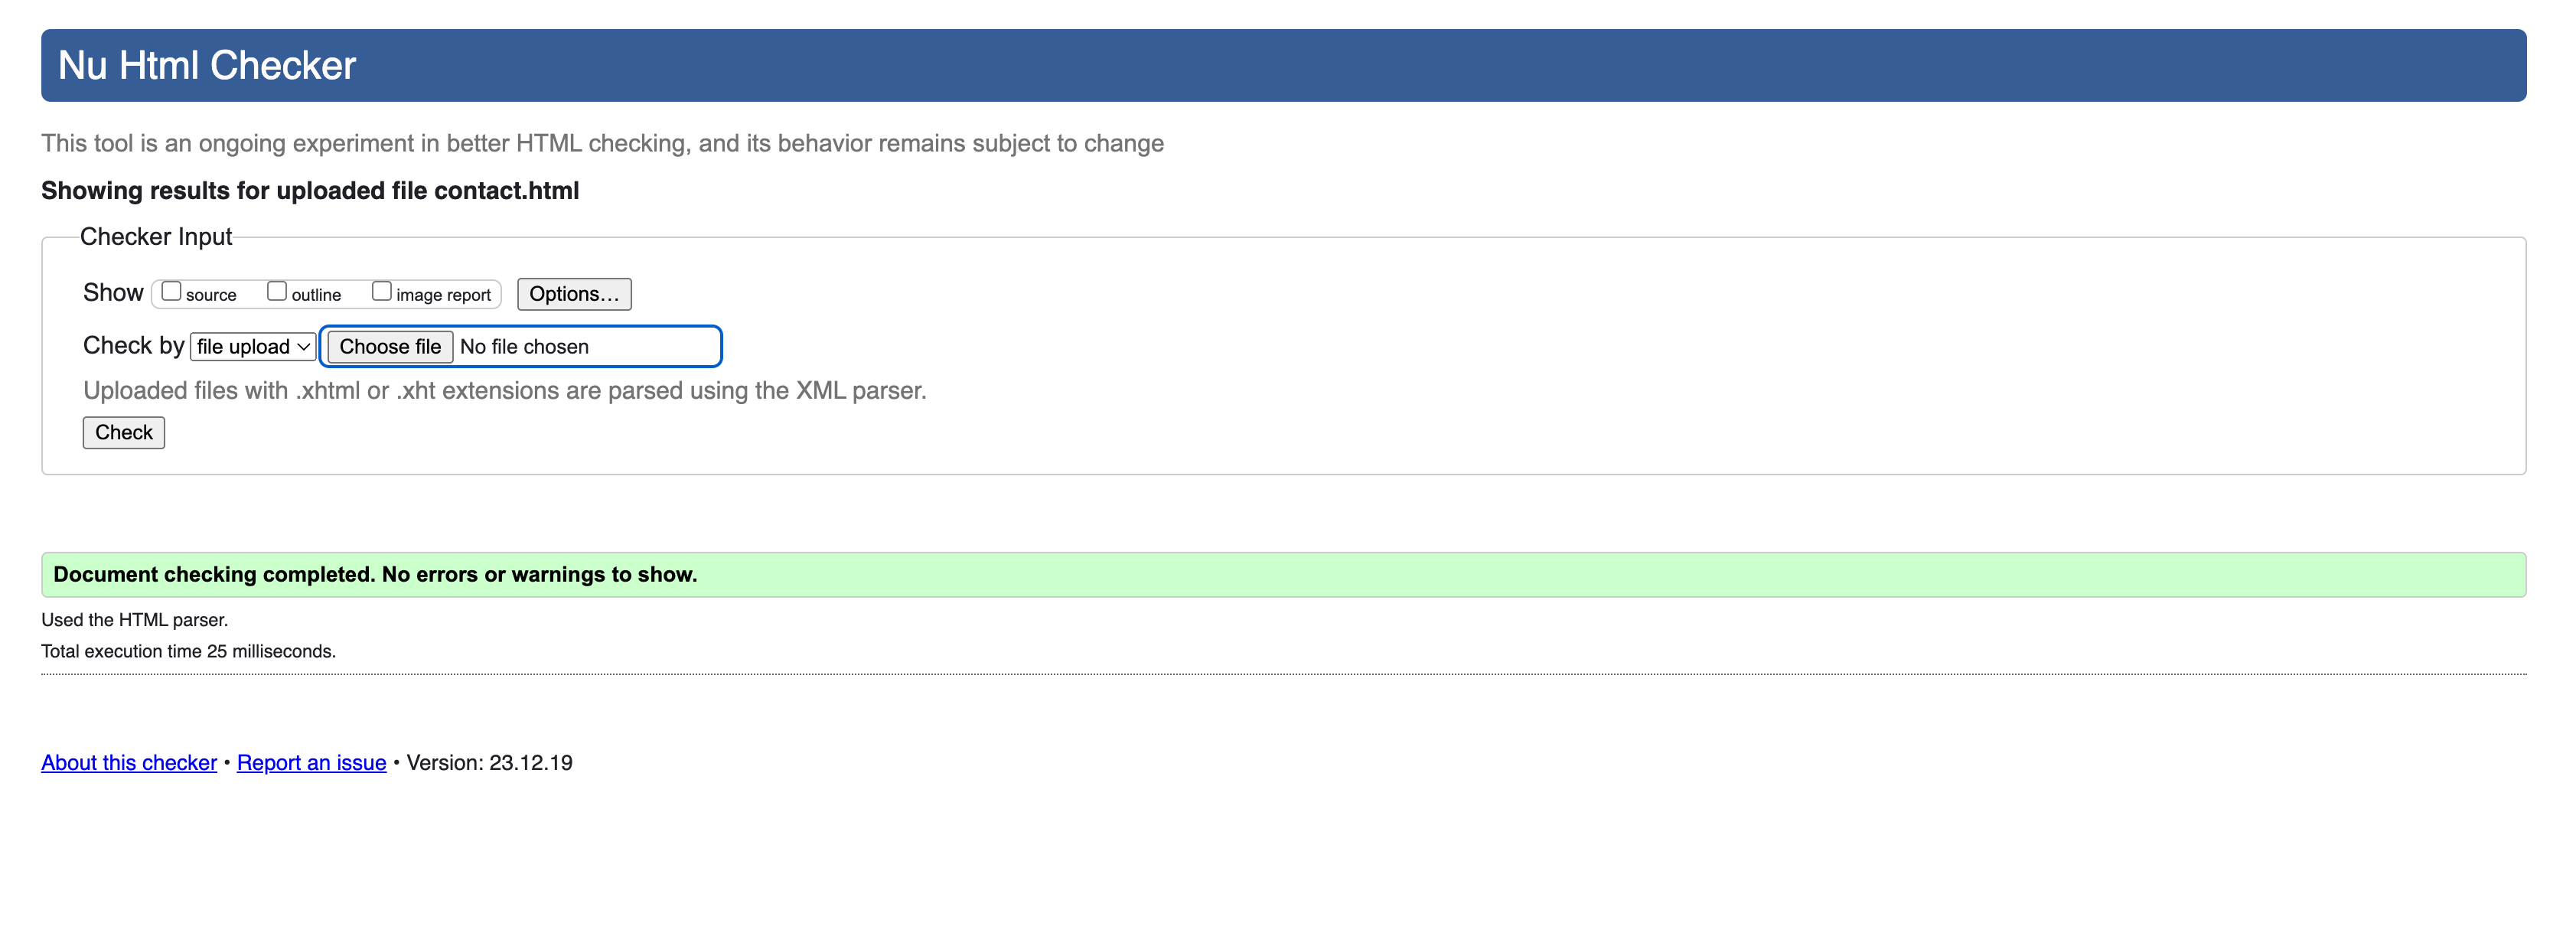 Nu Html Checker
This tool is an ongoing experiment in better HTML checking, and its behavior remains subject to change
Showing results for uploaded file contact.html
Checker Input
Show source outline image report Options…
Check by file upload Choose file No file chosen
Uploaded files with .xhtml or .xht extensions are parsed using the XML parser.
Check
Document checking completed. No errors or warnings to show.
Used the HTML parser.
Total execution time 25 milliseconds.
About this checker • Report an issue • Version: 23.12.19